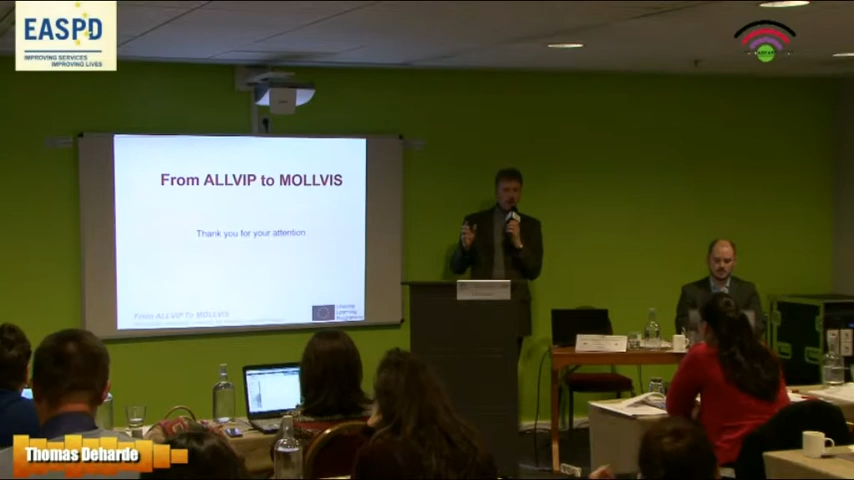 EASPD
IMPROVING SERVICES
IMPROVING LIVES
From ALLVIP to MOLLVIS
Thank you for your attention
From ALLVIP To MOLLVIS
Thomas Deharde